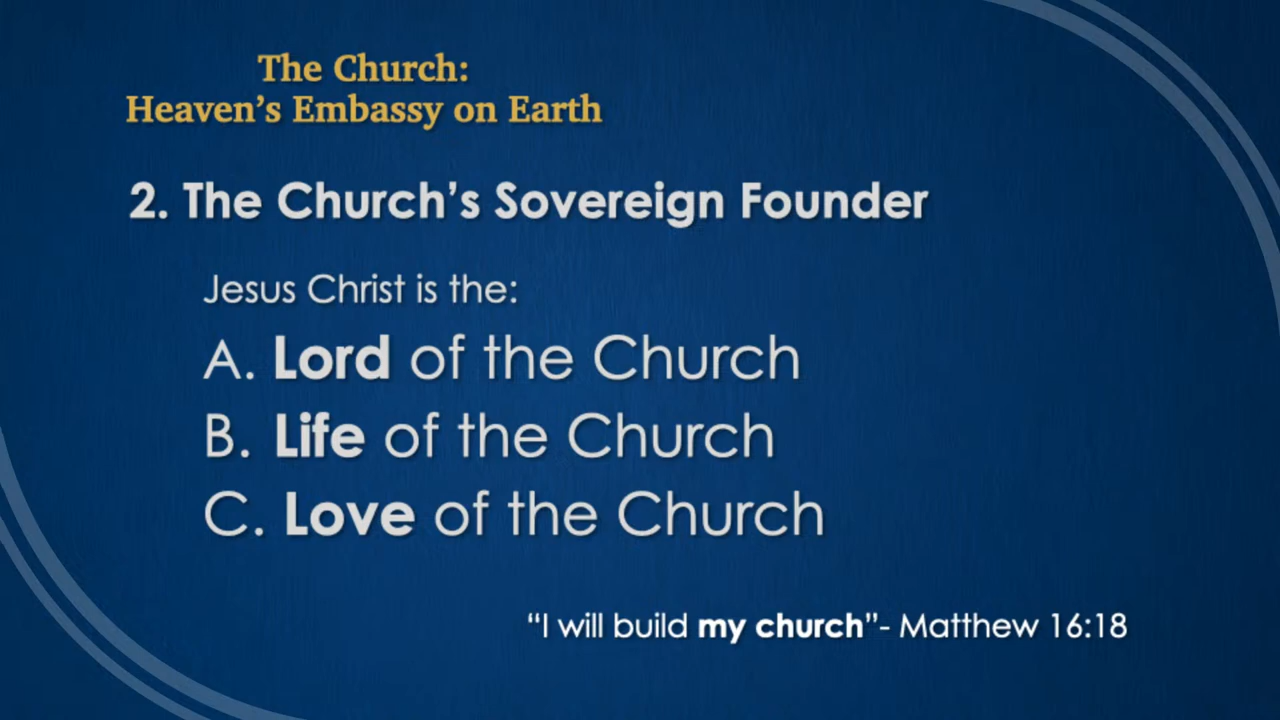 The Church:
Heaven’s Embassy on Earth
2. The Church’s Sovereign Founder
Jesus Christ is the:
A. Lord of the Church
B. Life of the Church
C. Love of the Church
“I will build my church”- Matthew 16:18